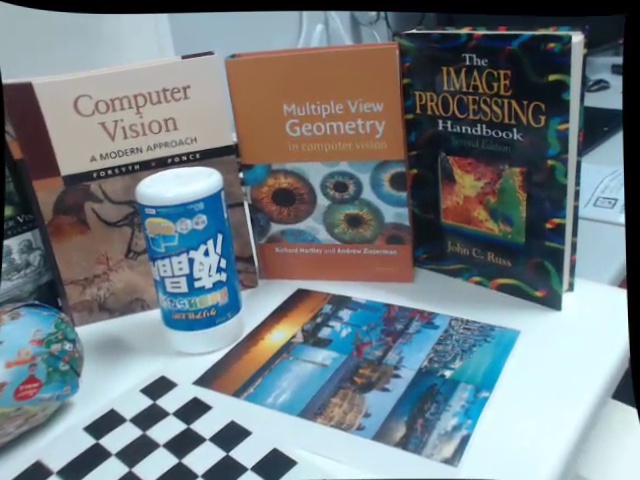 Computer
Vision
A MODERN APPROACH
FORSYTH PONCE
Multiple View
Geometry
in computer vision
Richard Hartley and Andrew Zisserman
The
IMAGE
PROCESSING
Handbook
Second Edition
John C. Russ